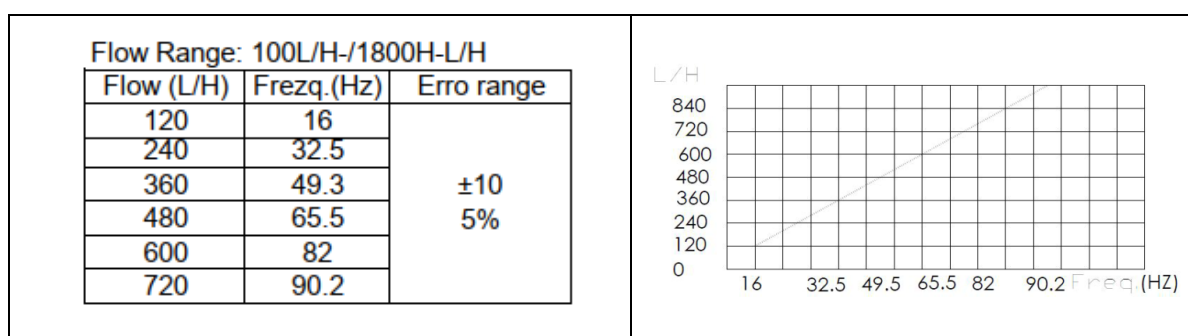 Flow Range: 100L/H-/1800H-L/H
Flow (L/H) Frezq.(Hz) Erro range
120 16
240 32.5
360 49.3 ±10
480 65.5 5%
600 82
720 90.2
L/H
840
720
600
480
360
240
120
0
16 32.5 49.5 65.5 82 90.2 Freq.(HZ)